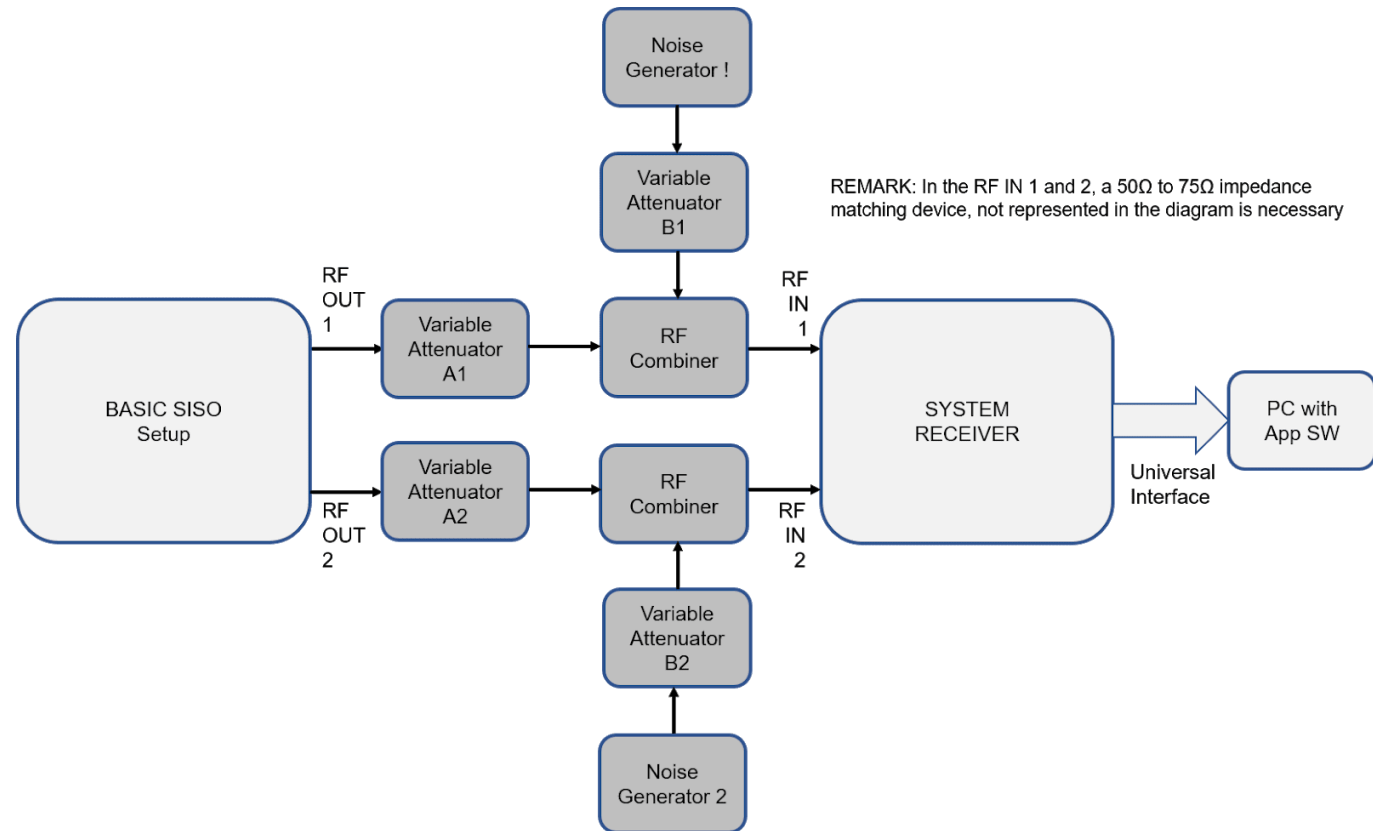 Noise
Generator !
Variable
Attenuator
B1
REMARK: In the RF IN 1 and 2, a 50Ω to 75Ω impedance
matching device, not represented in the diagram is necessary
RF
OUT
1
RF
IN
1
BASIC SISO
Setup
Variable
Attenuator
A1
RF
Combiner
SYSTEM
RECEIVER
PC with
App SW
Universal
Interface
Variable
Attenuator
A2
RF
Combiner
RF
OUT
2
RF
IN
2
Variable
Attenuator
B2
Noise
Generator 2